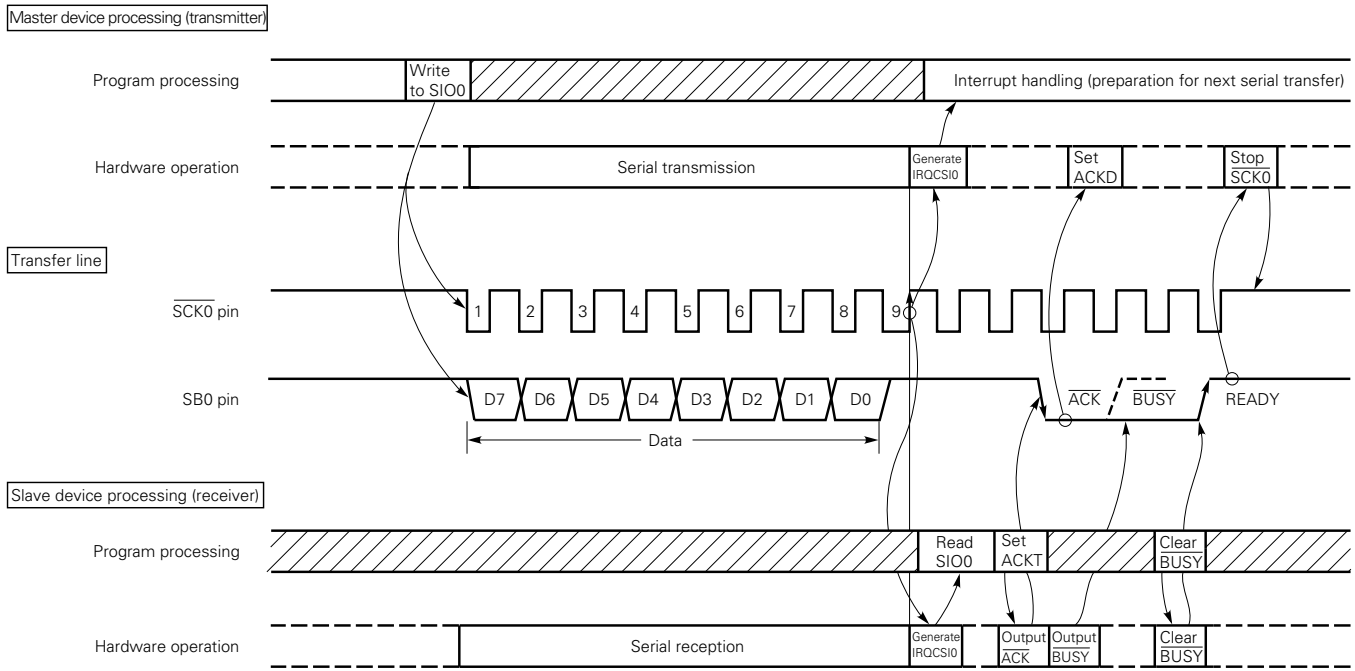 Master device processing (transmitter)
Program processing
Write
to SIO0
Interrupt handling (preparation for next serial transfer)
Hardware operation
Serial transmission
Generate
IRQCSI0
Set
ACKD
Stop
SCK0
Transfer line
SCK0 pin
1 2 3 4 5 6 7 8 9
SB0 pin
D7 D6 D5 D4 D3 D2 D1 D0
ACK BUSY READY
Data
Slave device processing (receiver)
Program processing
Read
SIO0
Set
ACKT
Clear
BUSY
Hardware operation
Serial reception
Generate
IRQCSI0
Output
ACK
Output
BUSY
Clear
BUSY